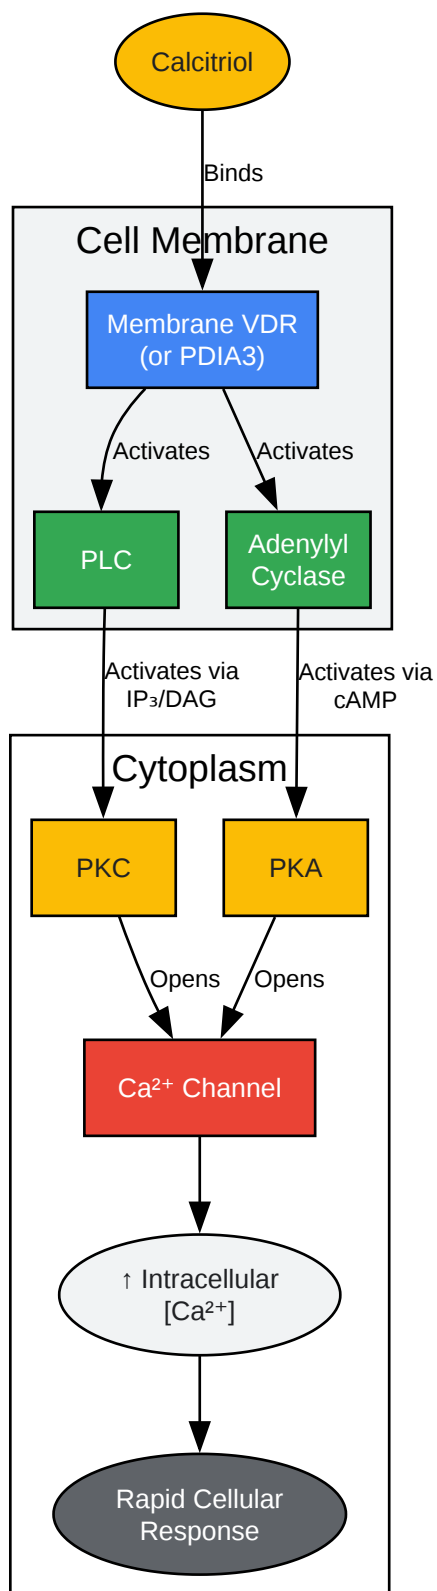 Calcitriol
Binds
Cell Membrane
Membrane VDR
(or PDIA3)
Activates
Activates
PLC
Adenylyl
Cyclase
Activates via
IP₃/DAG
Activates via
cAMP
Cytoplasm
PKC
PKA
Opens
Opens
Ca²⁺ Channel
↑ Intracellular
[Ca²⁺]
Rapid Cellular
Response